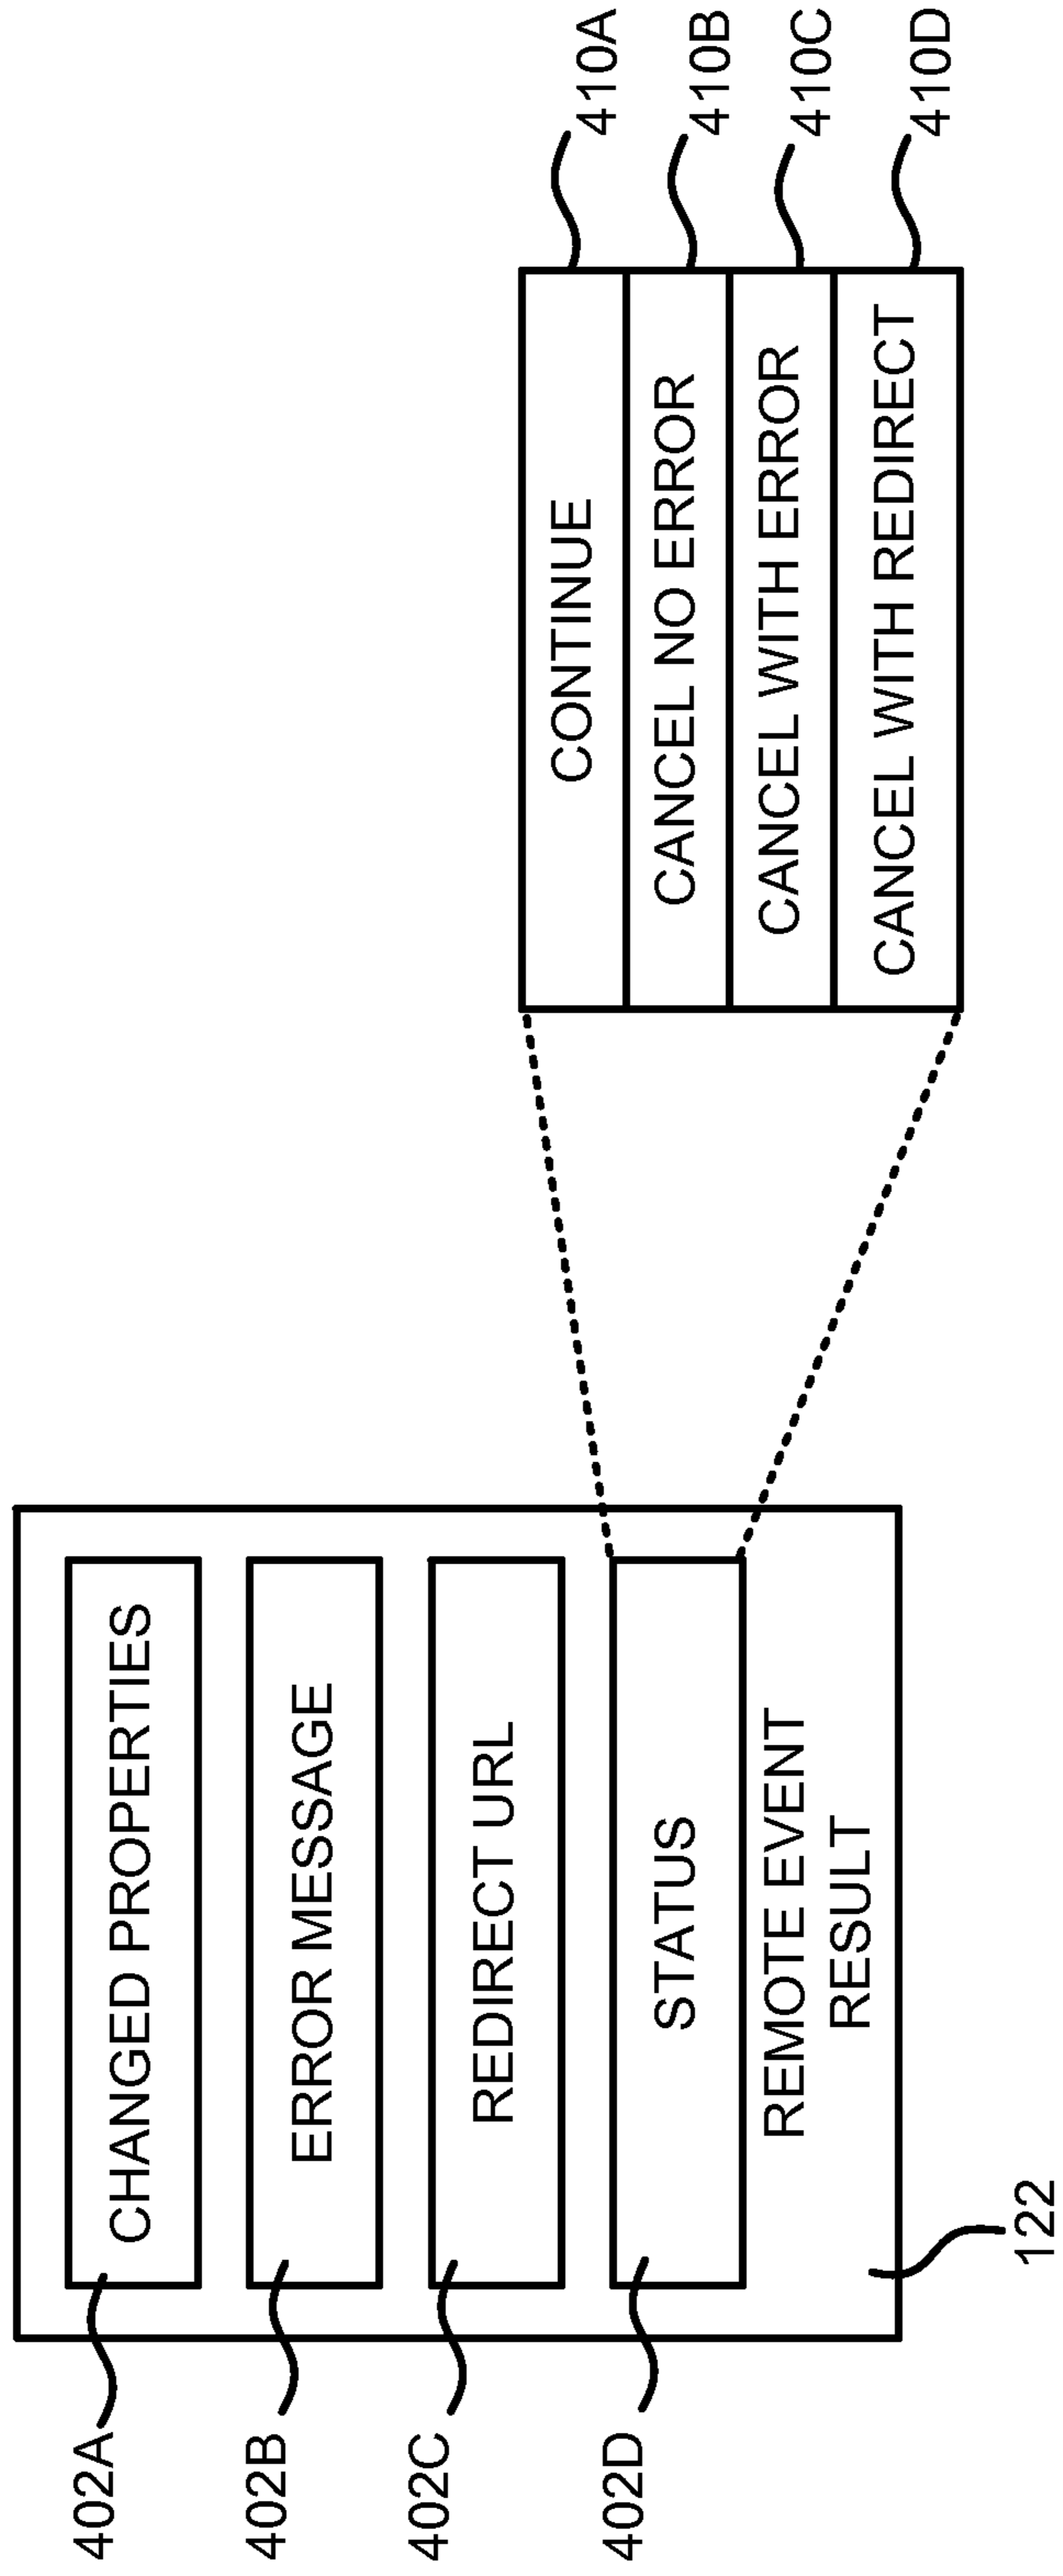 402A
CHANGED PROPERTIES
402B
ERROR MESSAGE
402C
REDIRECT URL
402D
STATUS
REMOTE EVENT
RESULT
122
CONTINUE
410A
CANCEL NO ERROR
410B
CANCEL WITH ERROR
410C
CANCEL WITH REDIRECT
410D